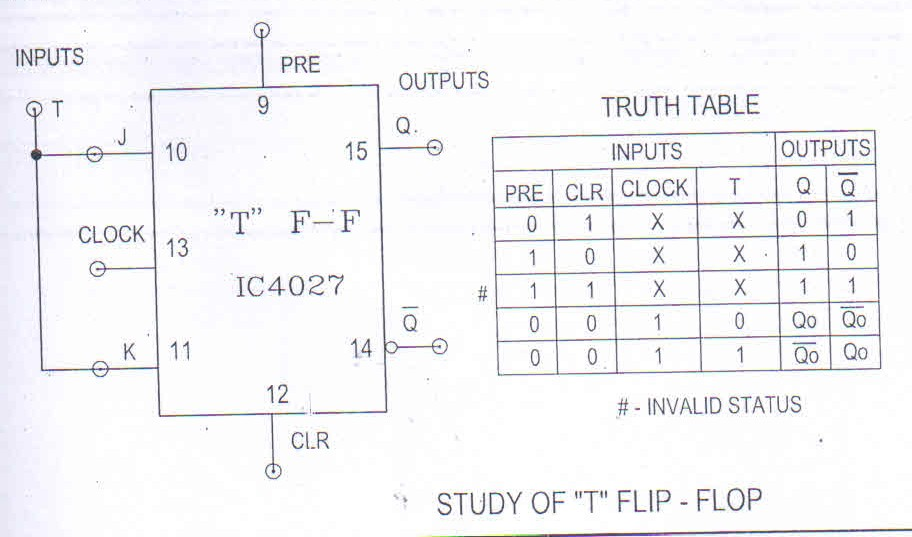 INPUTS
T
J
CLOCK
K
PRE
9
10
13
11
"T" F-F
IC4027
15
14
12
CLR
OUTPUTS
Q.
Q̅
TRUTH TABLE
INPUTS OUTPUTS
PRE CLR CLOCK T Q Q̅
0 1 X X 0 1
1 0 X X 1 0
# 1 1 X X 1 1
0 0 1 0 Qo Q̅o̅
0 0 1 1 Q̅o̅ Qo
# - INVALID STATUS
STUDY OF "T" FLIP - FLOP